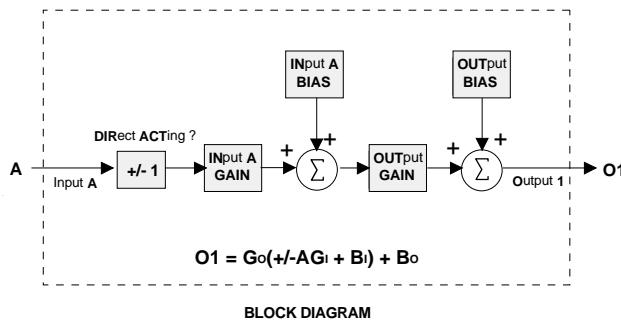 INput A
BIAS
OUTput
BIAS
DIRect ACTing ?
+
+
+
+
A
Input A
+/- 1
INput A
GAIN
Σ
OUTput
GAIN
Σ
Output 1
O1
O1 = GO(+/-AGI + BI) + BO
BLOCK DIAGRAM